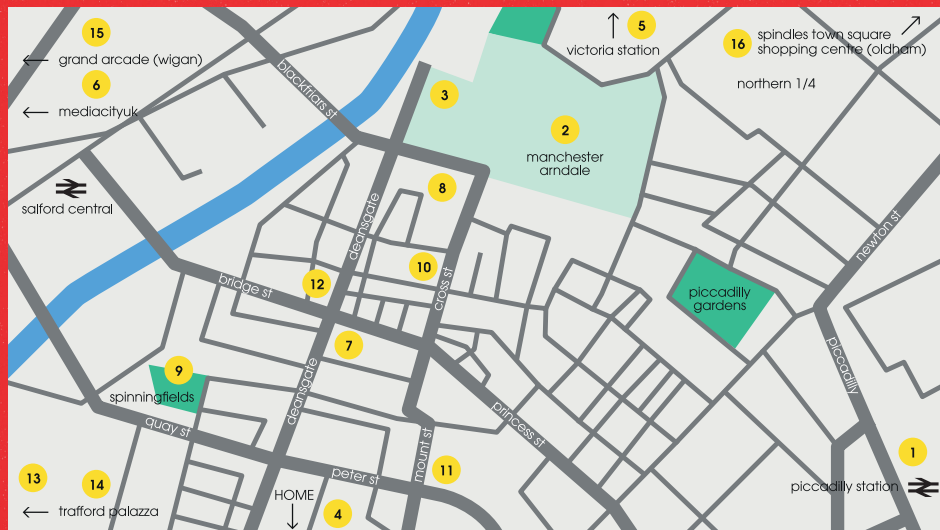 15
grand arcade (wigan)
6
mediacityuk
blackfriars st
5
victoria station
16
spindles town square
shopping centre (oldham)
northern 1/4
3
2
manchester
arndale
salford central
8
deansgate
newton st
10
cross st
12
bridge st
piccadilly
gardens
7
9
spinningfields
deansgate
piccadilly
princess st
quay st
mount st
peter st
11
1
piccadilly station
13
14
trafford palazza
HOME
4